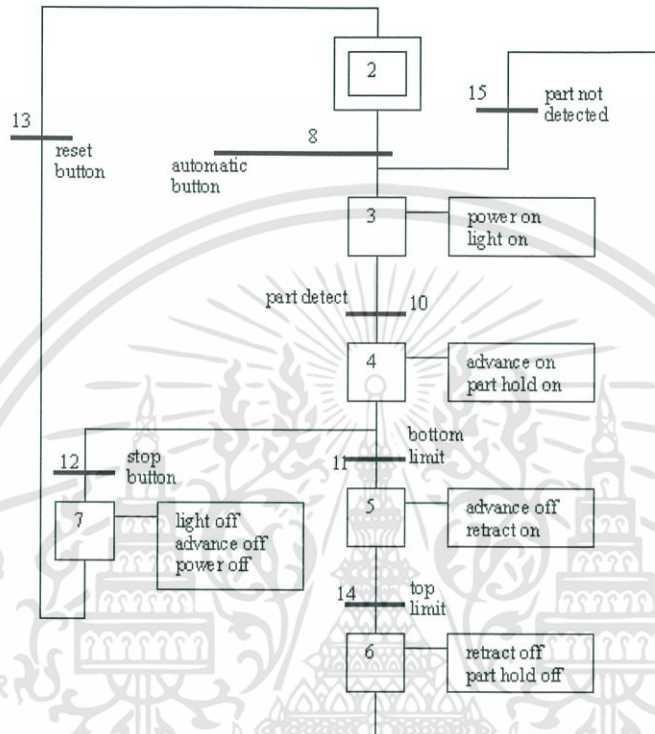 2
15
part not
detected
13
reset
button
8
automatic
button
3
power on
light on
part detect
10
4
advance on
part hold on
12
stop
button
11
bottom
limit
7
light off
advance off
power off
5
advance off
retract on
14
top
limit
6
retract off
part hold off